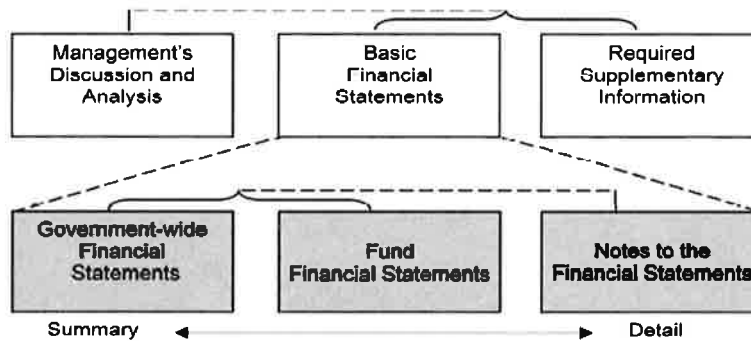 Management's
Discussion and
Analysis
Basic
Financial
Statements
Required
Supplementary
Information
Government-wide
Financial
Statements
Fund
Financial Statements
Notes to the
Financial Statements
Summary
Detail